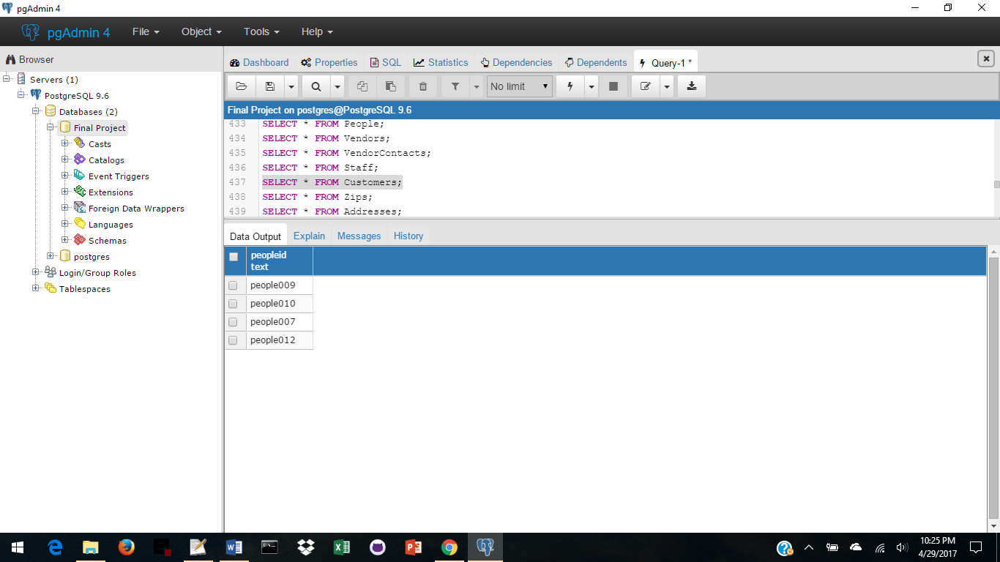 pgAdmin 4
pgAdmin 4 File Object Tools Help
Browser
Servers (1)
PostgreSQL 9.6
Databases (2)
Final Project
Casts
Catalogs
Event Triggers
Extensions
Foreign Data Wrappers
Languages
Schemas
postgres
Login/Group Roles
Tablespaces
Dashboard Properties SQL Statistics Dependencies Dependents Query-1 *
No limit
Final Project on postgres@PostgreSQL 9.6
433 SELECT * FROM People;
434 SELECT * FROM Vendors;
435 SELECT * FROM VendorContacts;
436 SELECT * FROM Staff;
437 SELECT * FROM Customers;
438 SELECT * FROM Zips;
439 SELECT * FROM Addresses;
Data Output Explain Messages History
peopleid
text
people009
people010
people007
people012
10:25 PM
4/29/2017